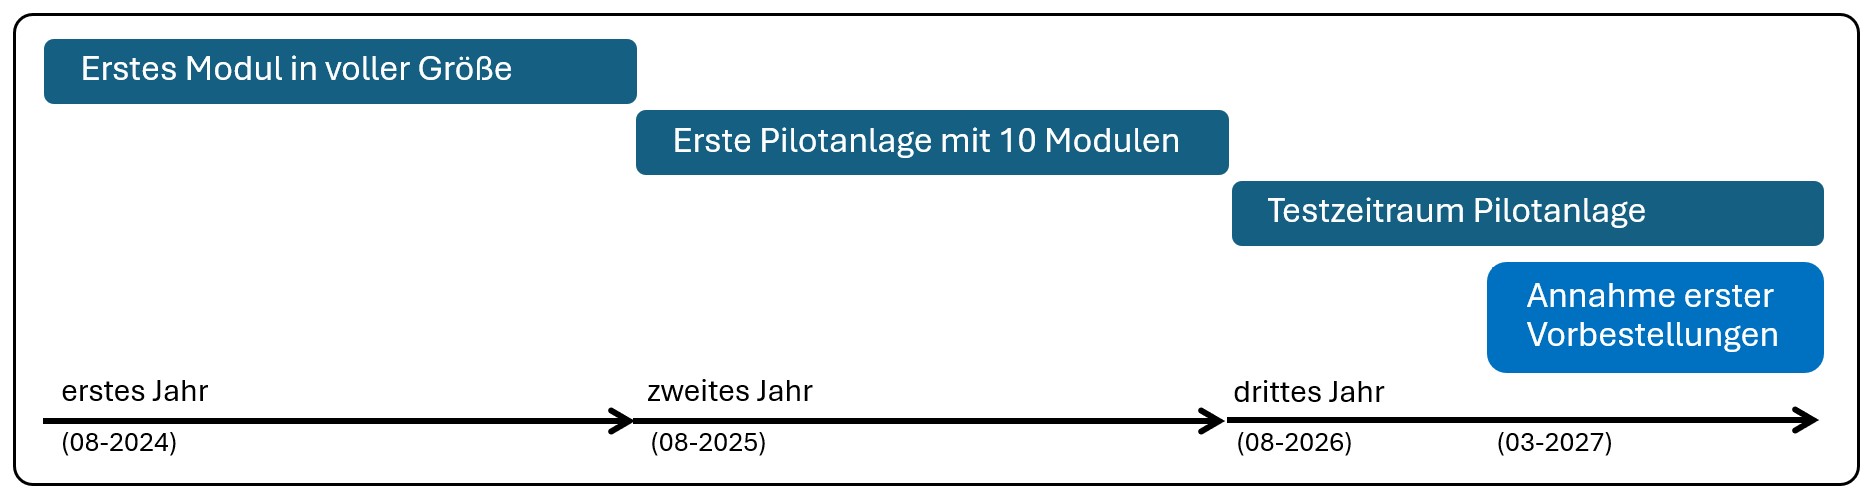 Erstes Modul in voller Größe
Erste Pilotanlage mit 10 Modulen
Testzeitraum Pilotanlage
Annahme erster
Vorbestellungen
erstes Jahr
zweites Jahr
drittes Jahr
(08-2024)
(08-2025)
(08-2026)
(03-2027)